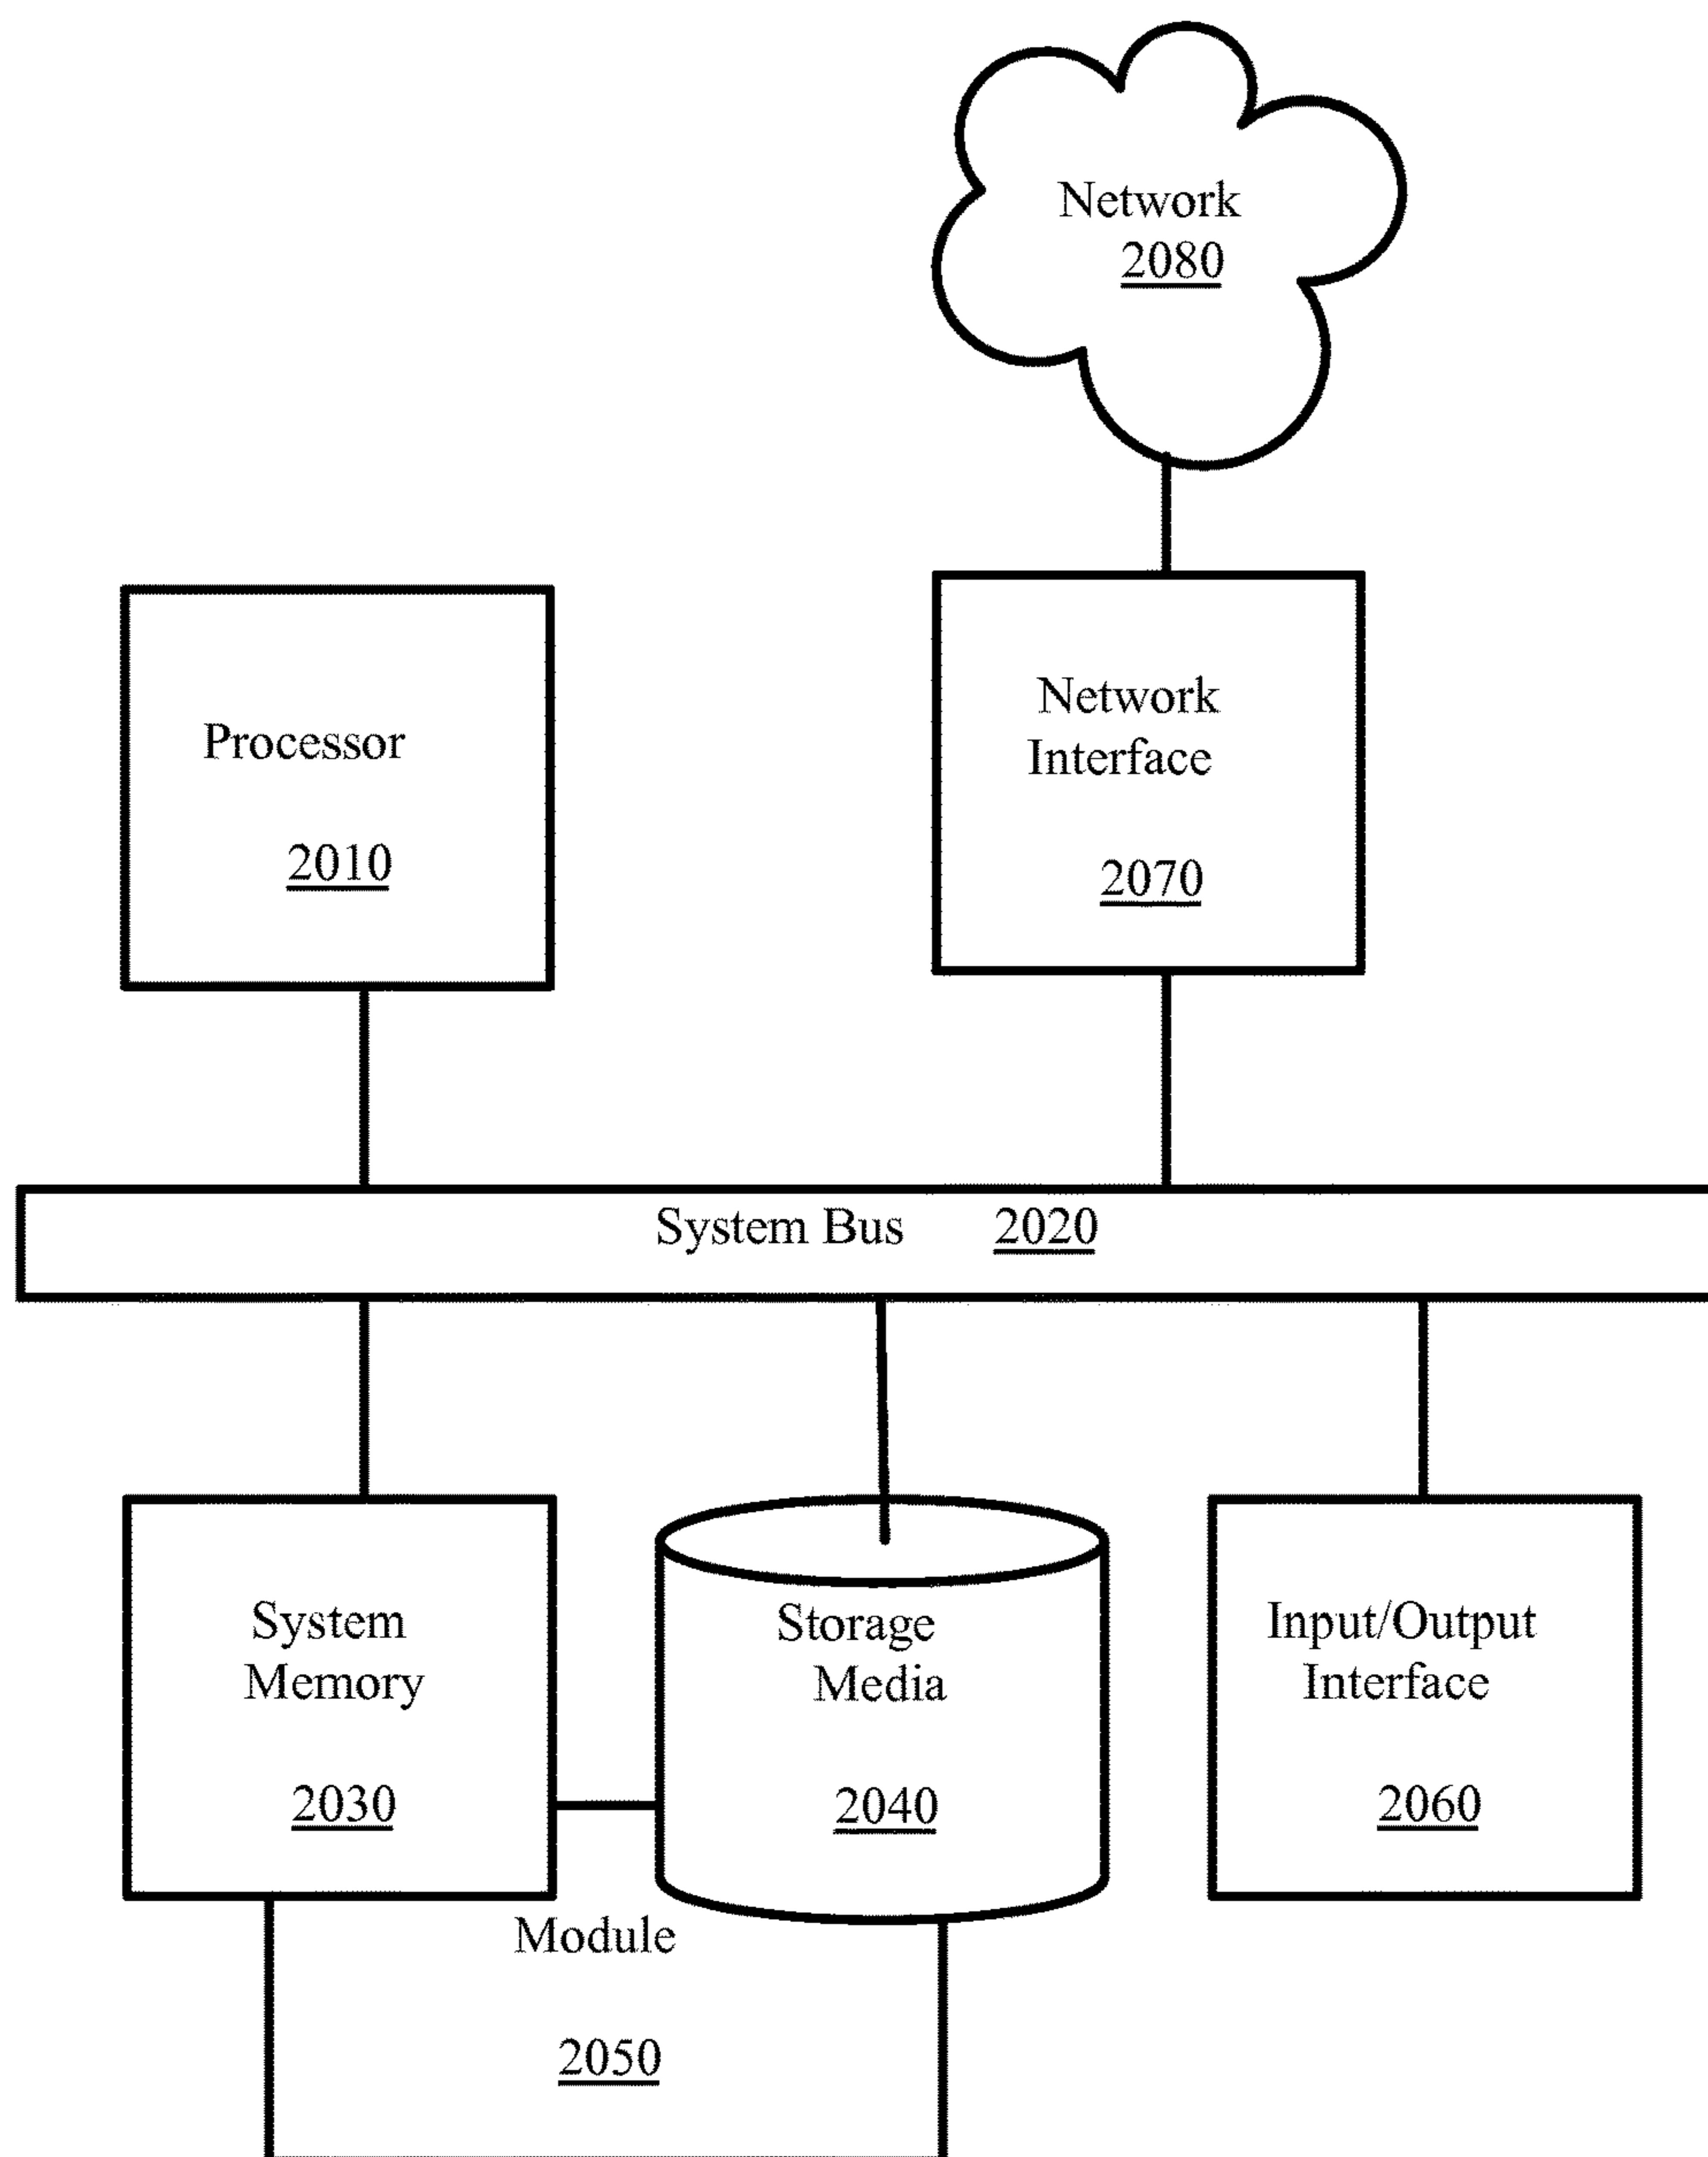 Network
2080
Processor
2010
Network
Interface
2070
System Bus 2020
System
Memory
2030
Storage
Media
2040
Input/Output
Interface
2060
Module
2050